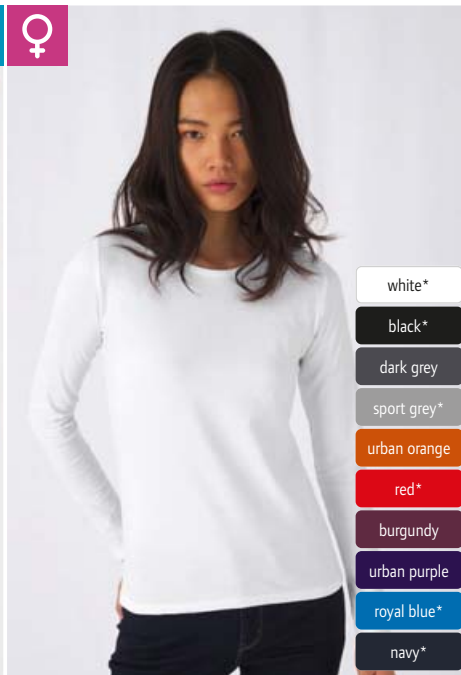 white*
black*
dark grey
sport grey*
urban orange
red*
burgundy
urban purple
royal blue*
navy*